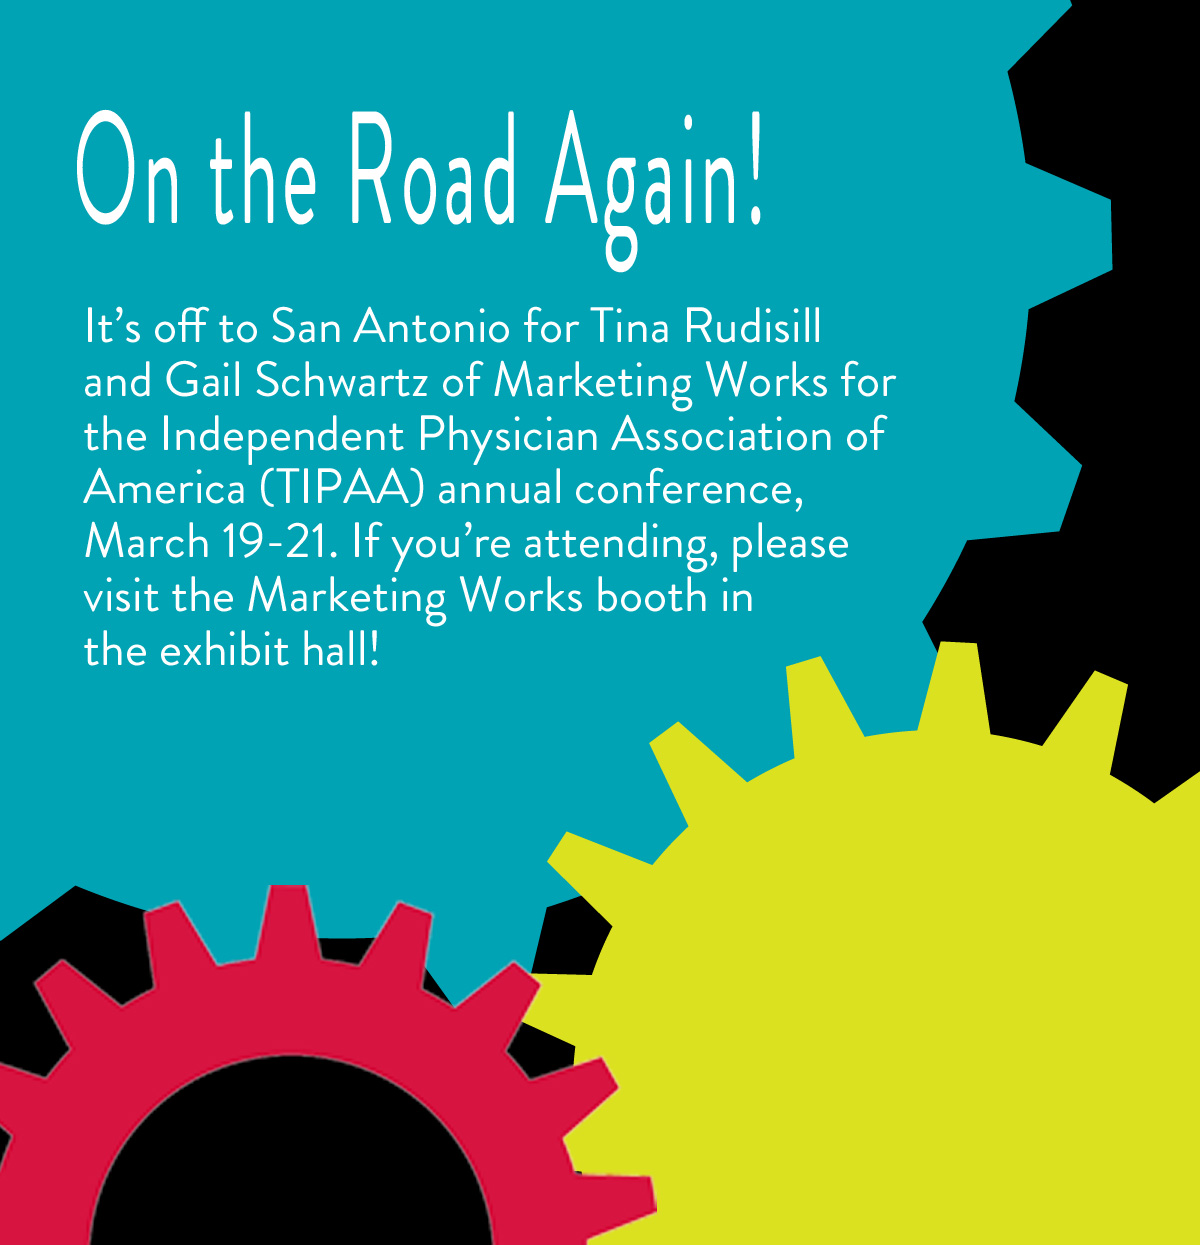 On the Road Again!
It’s off to San Antonio for Tina Rudisill
and Gail Schwartz of Marketing Works for
the Independent Physician Association of
America (TIPAA) annual conference,
March 19-21. If you’re attending, please
visit the Marketing Works booth in
the exhibit hall!